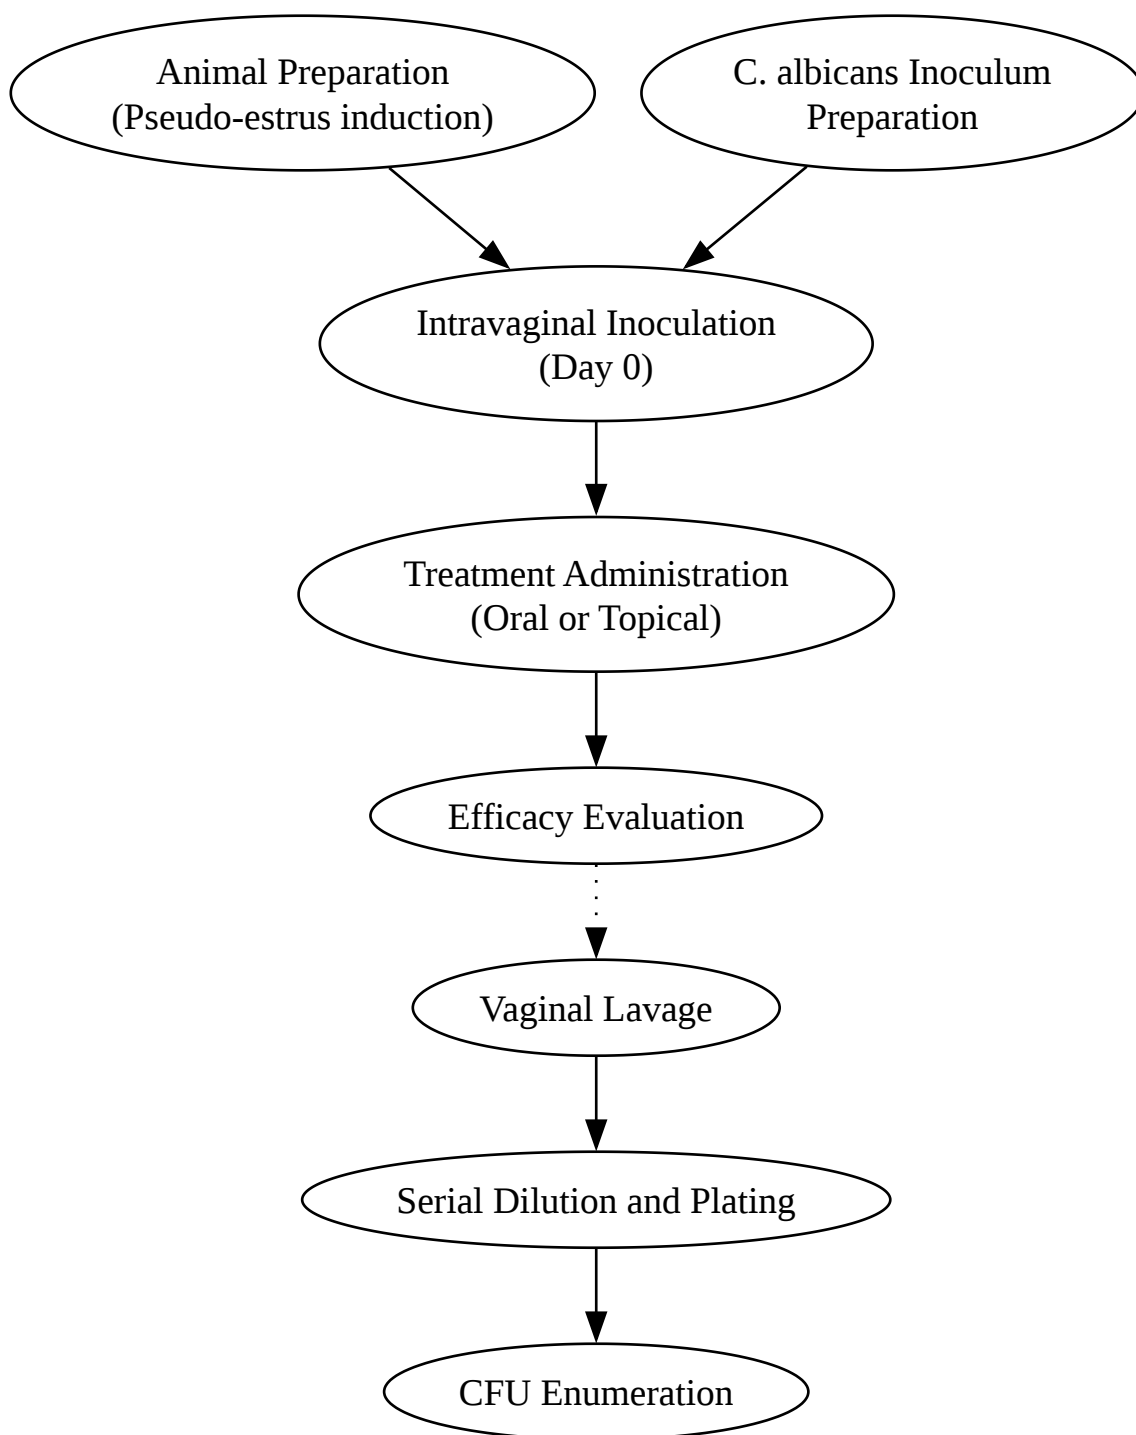 Animal Preparation
(Pseudo-estrus induction)
C. albicans Inoculum
Preparation
Intravaginal Inoculation
(Day 0)
Treatment Administration
(Oral or Topical)
Efficacy Evaluation
Vaginal Lavage
Serial Dilution and Plating
CFU Enumeration